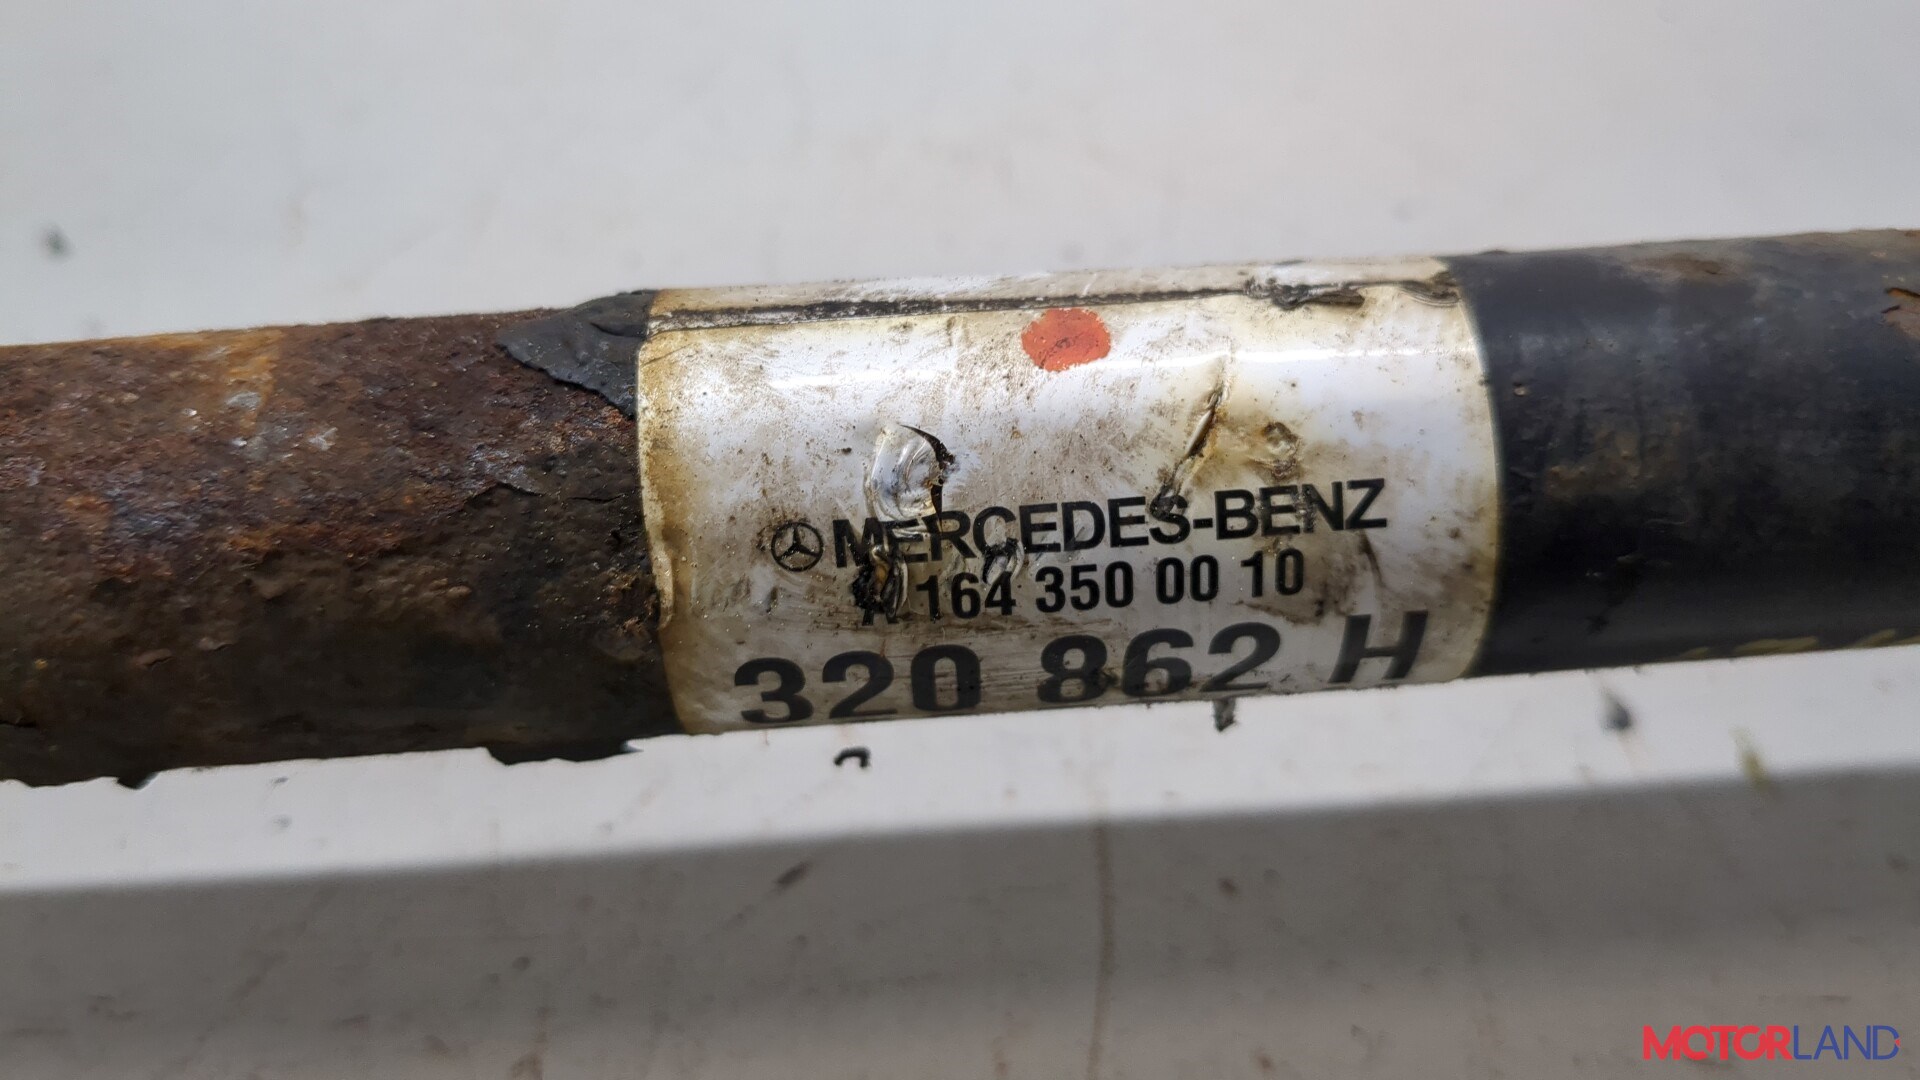 MERCEDES-BENZ
A 164 350 00 10
320 862 H
MOTORLAND